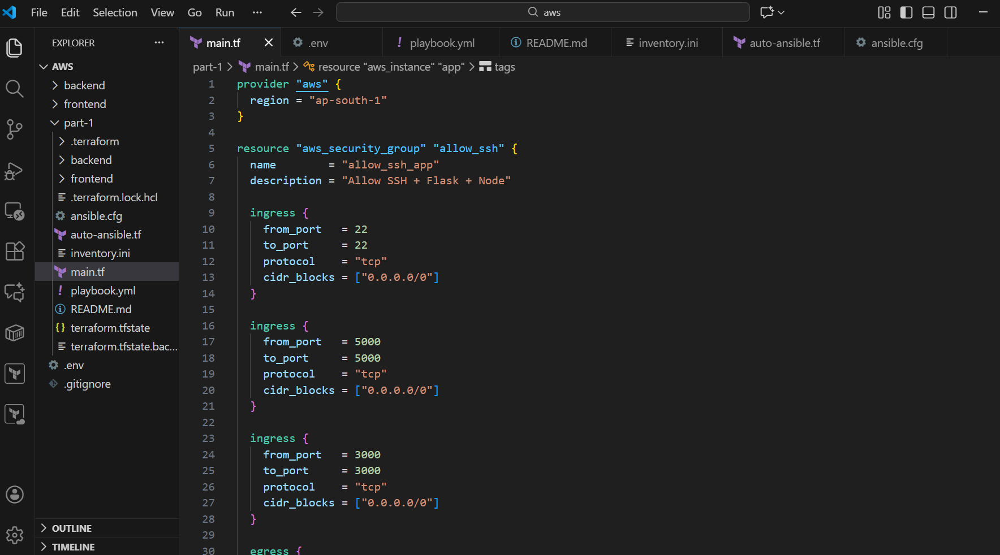 File Edit Selection View Go Run ··· aws
EXPLORER ···
main.tf .env playbook.yml README.md inventory.ini auto-ansible.tf ansible.cfg
part-1 > main.tf > resource "aws_instance" "app" > tags
AWS
backend
frontend
part-1
.terraform
backend
frontend
.terraform.lock.hcl
ansible.cfg
auto-ansible.tf
inventory.ini
main.tf
playbook.yml
README.md
terraform.tfstate
terraform.tfstate.bac...
.env
.gitignore
OUTLINE
TIMELINE
1 provider "aws" {
2   region = "ap-south-1"
3 }
4
5 resource "aws_security_group" "allow_ssh" {
6   name        = "allow_ssh_app"
7   description = "Allow SSH + Flask + Node"
8
9   ingress {
10     from_port   = 22
11     to_port     = 22
12     protocol    = "tcp"
13     cidr_blocks = ["0.0.0.0/0"]
14   }
15
16   ingress {
17     from_port   = 5000
18     to_port     = 5000
19     protocol    = "tcp"
20     cidr_blocks = ["0.0.0.0/0"]
21   }
22
23   ingress {
24     from_port   = 3000
25     to_port     = 3000
26     protocol    = "tcp"
27     cidr_blocks = ["0.0.0.0/0"]
28   }
29
30   egress {